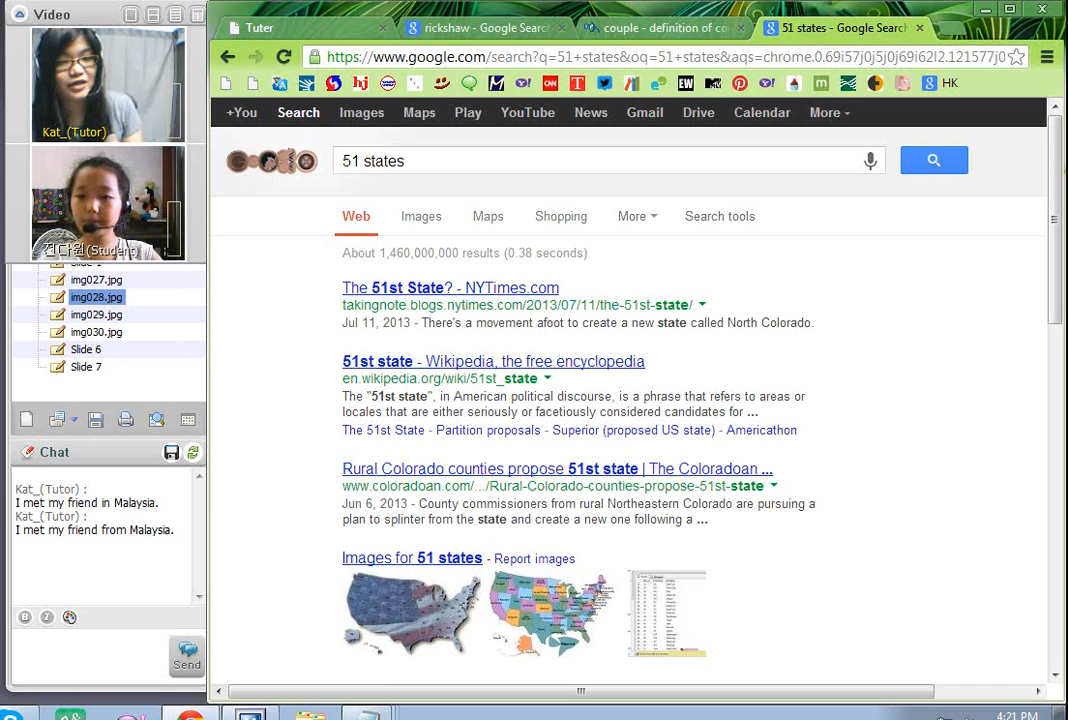 Video
Kat_(Tutor)
전다원(Student)
Slide 1
img027.jpg
img028.jpg
img029.jpg
img030.jpg
Slide 6
Slide 7
Chat
Kat_(Tutor) :
I met my friend in Malaysia.
Kat_(Tutor) :
I met my friend from Malaysia.
B
I
Send
Tuter
rickshaw - Google Search
couple - definition of co
51 states - Google Search
https://www.google.com/search?q=51+states&oq=51+states&aqs=chrome.0.69i57j0j5j0j69i62l2.121577j0
hj
M
Y!
CNN
T
EW
MTV
Y!
m
g HK
+You Search Images Maps Play YouTube News Gmail Drive Calendar More
51 states
Web Images Maps Shopping More Search tools
About 1,460,000,000 results (0.38 seconds)
The 51st State? - NYTimes.com
takingnote.blogs.nytimes.com/2013/07/11/the-51st-state/
Jul 11, 2013 - There's a movement afoot to create a new state called North Colorado.
51st state - Wikipedia, the free encyclopedia
en.wikipedia.org/wiki/51st_state
The "51st state", in American political discourse, is a phrase that refers to areas or
locales that are either seriously or facetiously considered candidates for ...
The 51st State - Partition proposals - Superior (proposed US state) - Americathon
Rural Colorado counties propose 51st state | The Coloradoan ...
www.coloradoan.com/.../Rural-Colorado-counties-propose-51st-state
Jun 6, 2013 - County commissioners from rural Northeastern Colorado are pursuing a
plan to splinter from the state and create a new one following a ...
Images for 51 states - Report images
4:21 PM